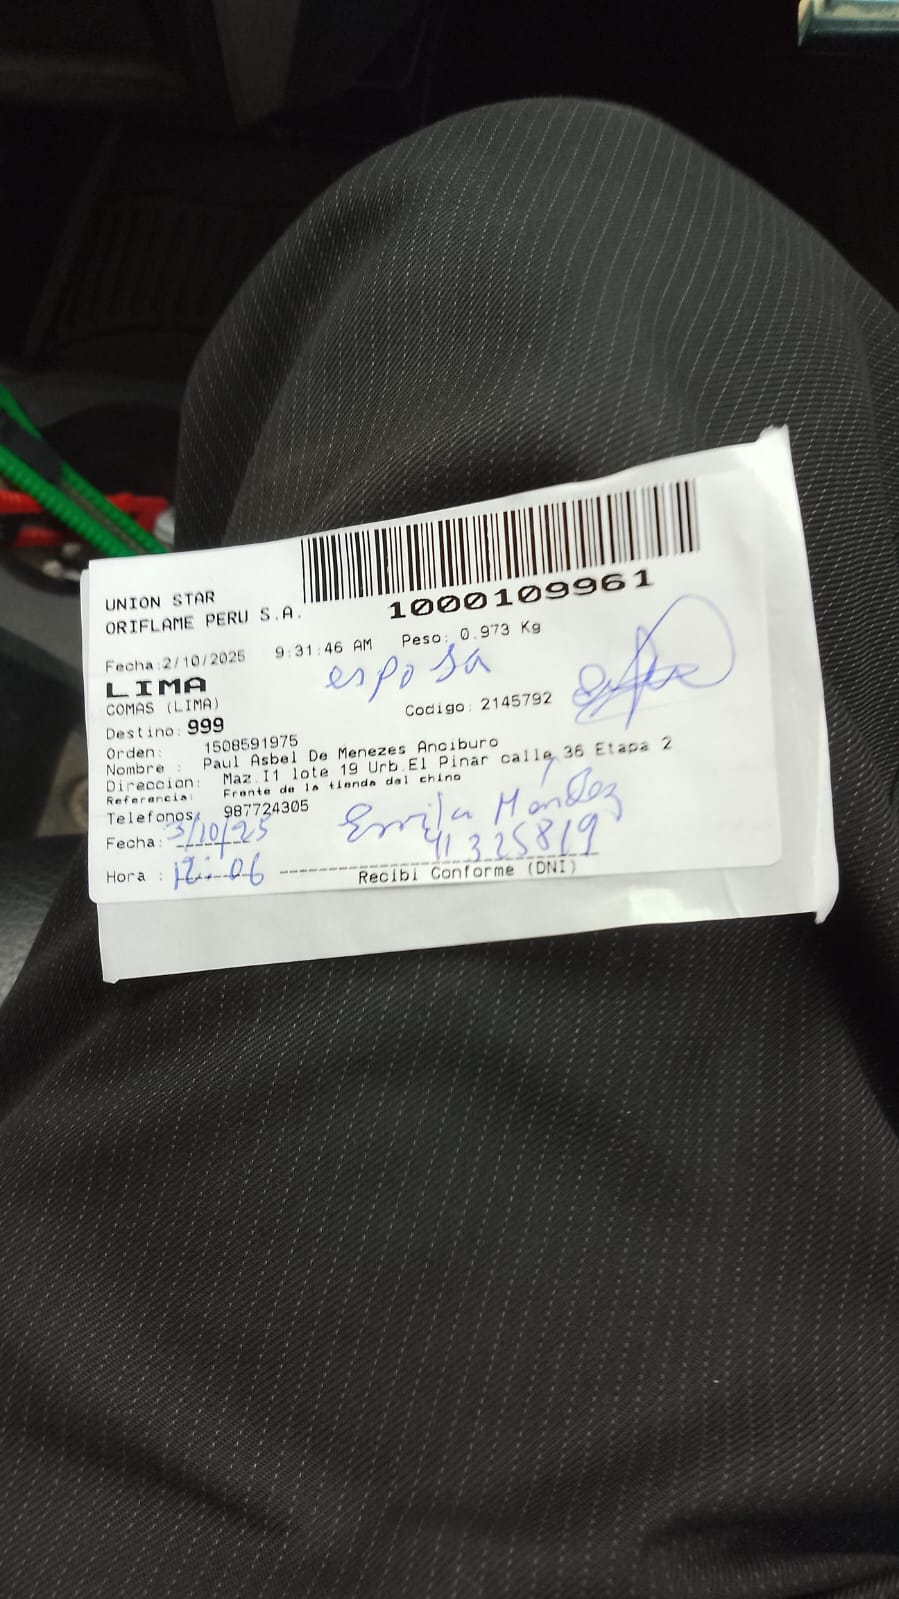 UNION STAR
ORIFLAME PERU S.A.
1000109961
Fecha:2/10/2025 9:31:46 AM Peso: 0.973 Kg
LIMA
esposa
COMAS (LIMA)
Codigo: 2145792
Destino: 999
Orden: 1508591975
Nombre : Paul Asbel De Menezes Anciburo
Direccion: Maz I1 lote 19 Urb.El Pinar calle 36 Etapa 2
Referencia: Frente de la tienda del chino
Telefonos: 987724305
Fecha: 3/10/25
Méndez
41325819
Hora : 12:06
Recibi Conforme (DNI)